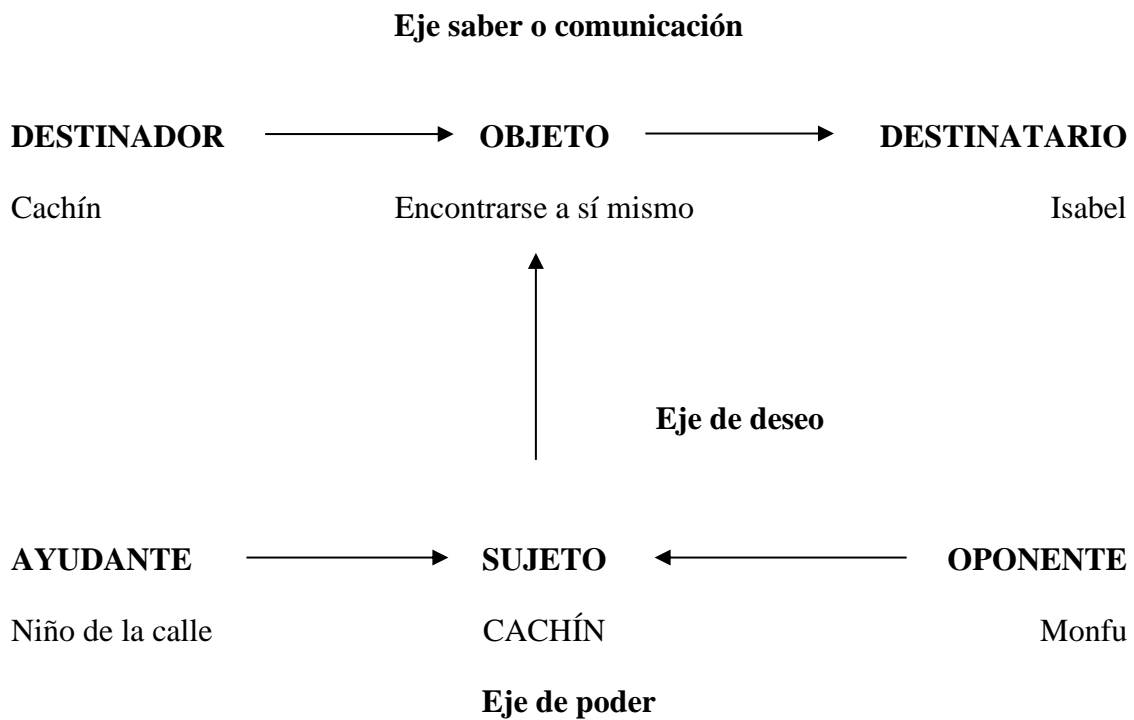 Eje saber o comunicación
DESTINADOR OBJETO DESTINATARIO
Cachín Encontrarse a sí mismo Isabel
Eje de deseo
AYUDANTE SUJETO OPONENTE
Niño de la calle CACHÍN Monfu
Eje de poder